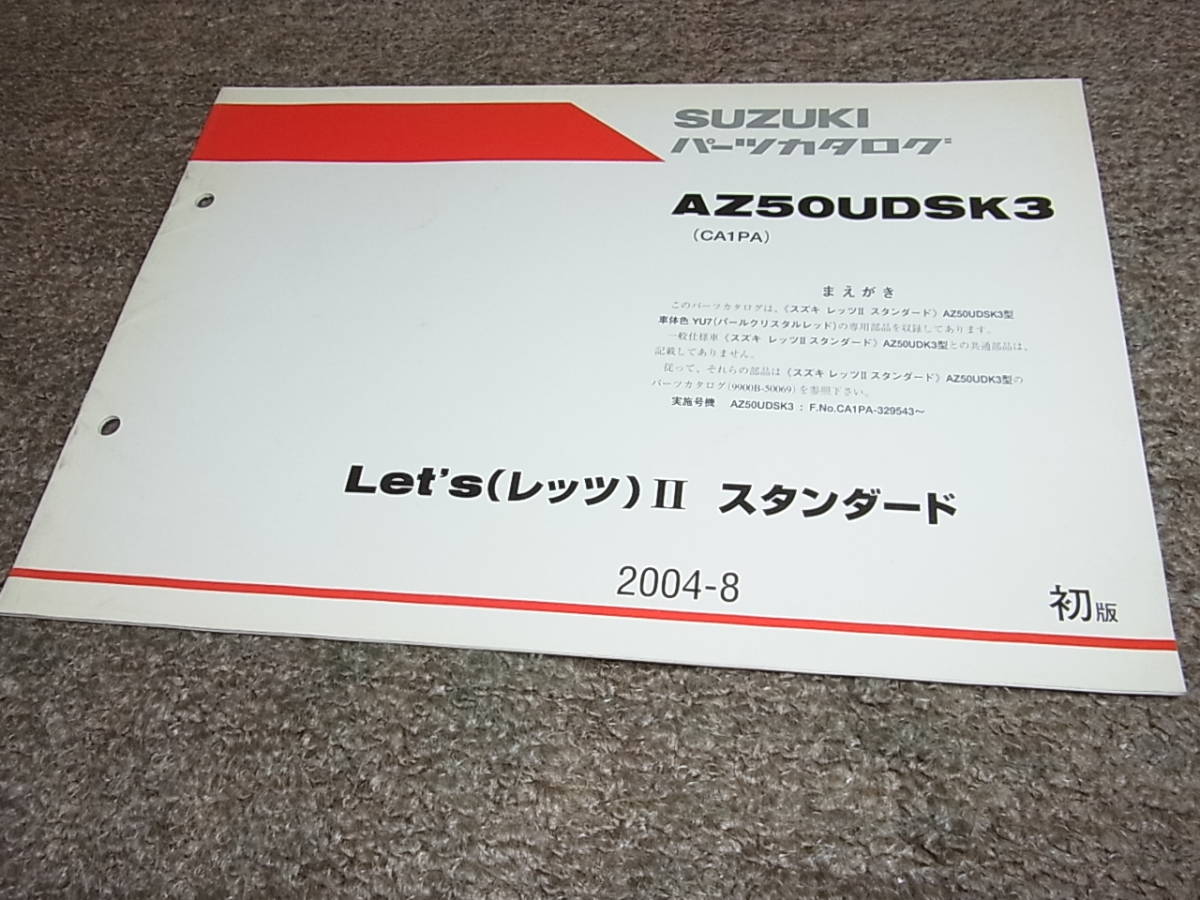 SUZUKI
パーツカタログ
AZ50UDSK3
(CA1PA)
まえがき
このパーツカタログは、《スズキ レッツII スタンダード》AZ50UDSK3型
車体色 YU7(パールクリスタルレッド)の専用部品を収録してあります。
一般仕様車《スズキ レッツII スタンダード》AZ50UDK3型との共通部品は、
記載してありません。
従って、それらの部品は《スズキ レッツII スタンダード》AZ50UDK3型の
パーツカタログ(9900B-50069)を参照下さい。
実施号機 AZ50UDSK3 : F.No.CA1PA-329543〜
Let's(レッツ)II スタンダード
2004-8
初版